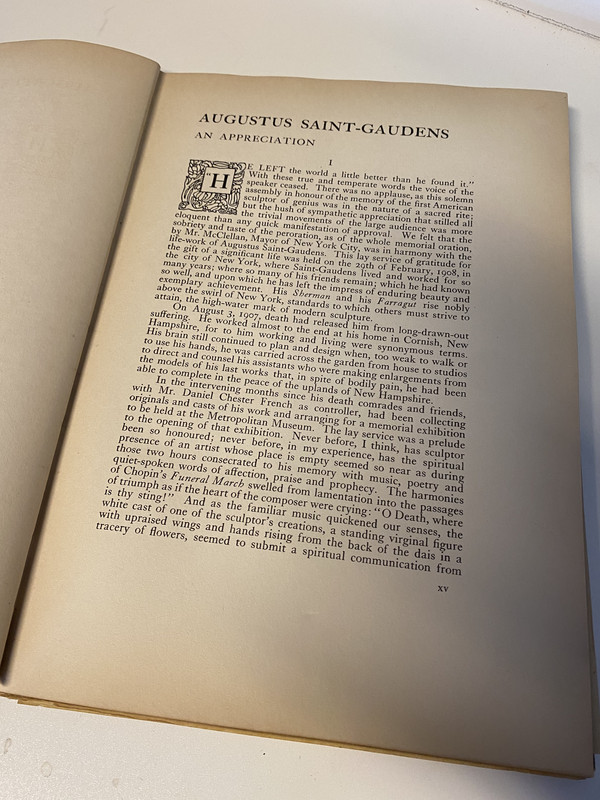 AUGUSTUS SAINT-GAUDENS
AN APPRECIATION
I
"HE LEFT the world a little better than he found it."
With these true and temperate words the voice of the
speaker ceased. There was no applause, as this solemn
assembly in honour of the memory of the first American
sculptor of genius was in the nature of a sacred rite:
but the hush of sympathetic appreciation that stilled all
the trivial movements of the large audience was more
eloquent than any quick manifestation of approval. We felt that the
sobriety and taste of the peroration, as of the whole memorial oration,
by Mr. McClellan, Mayor of New York City, was in harmony with the
life-work of Augustus Saint-Gaudens. This lay service of gratitude for
the gift of a significant life was held on the 29th of February, 1908, in
the city of New York, where Saint-Gaudens lived and worked for so
many years; where so many of his friends remain; which he had known
so well, and upon which he has left the impress of enduring beauty and
exemplary achievement. His Sherman and his Farragut rise nobly
above the swirl of New York, standards to which others must strive to
attain, the high-water mark of modern sculpture.
On August 3, 1907, death had released him from long-drawn-out
suffering. He worked almost to the end at his home in Cornish, New
Hampshire, for to him working and living were synonymous terms.
His brain still continued to plan and design when, too weak to walk or
to use his hands, he was carried across the garden from house to studios
to direct and counsel his assistants who were making enlargements from
the models of his last works that, in spite of bodily pain, he had been
able to complete in the peace of the uplands of New Hampshire.
In the intervening months since his death comrades and friends,
with Mr. Daniel Chester French as controller, had been collecting
originals and casts of his work and arranging for a memorial exhibition
to be held at the Metropolitan Museum. The lay service was a prelude
to the opening of that exhibition. Never before, I think, has sculptor
been so honoured; never before, in my experience, has the spiritual
presence of an artist whose place is empty seemed so near as during
those two hours consecrated to his memory with music, poetry and
quiet-spoken words of affection, praise and prophecy. The harmonies
of Chopin's Funeral March swelled from lamentation into the passages
of triumph as if the heart of the composer were crying: "O Death, where
is thy sting!" And as the familiar music quickened our senses, the
white cast of one of the sculptor's creations, a standing virginal figure
with upraised wings and hands rising from the back of the dais in a
tracery of flowers, seemed to submit a spiritual communication from
xv